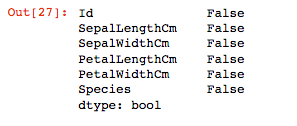 Out[27]: Id False
SepalLengthCm False
SepalWidthCm False
PetalLengthCm False
PetalWidthCm False
Species False
dtype: bool